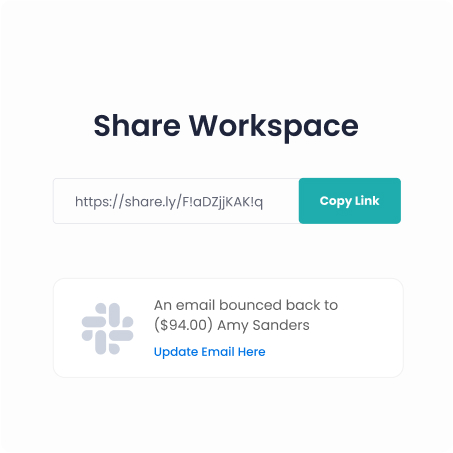 Share Workspace
https://share.ly/F!aDZjjKAK!q
Copy Link
An email bounced back to
($94.00) Amy Sanders
Update Email Here